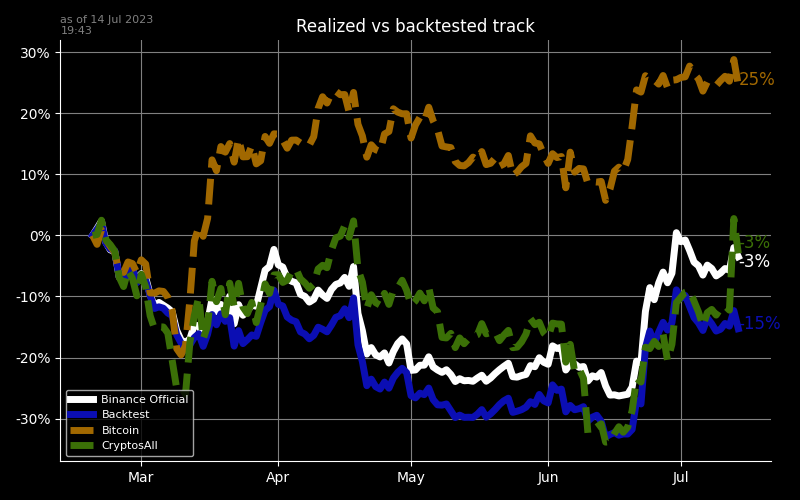 as of 14 Jul 2023
19:43
Realized vs backtested track
30%
20%
10%
0%
-10%
-20%
-30%
25%
-3%
-3%
-15%
Binance Official
Backtest
Bitcoin
CryptosAll
Mar
Apr
May
Jun
Jul